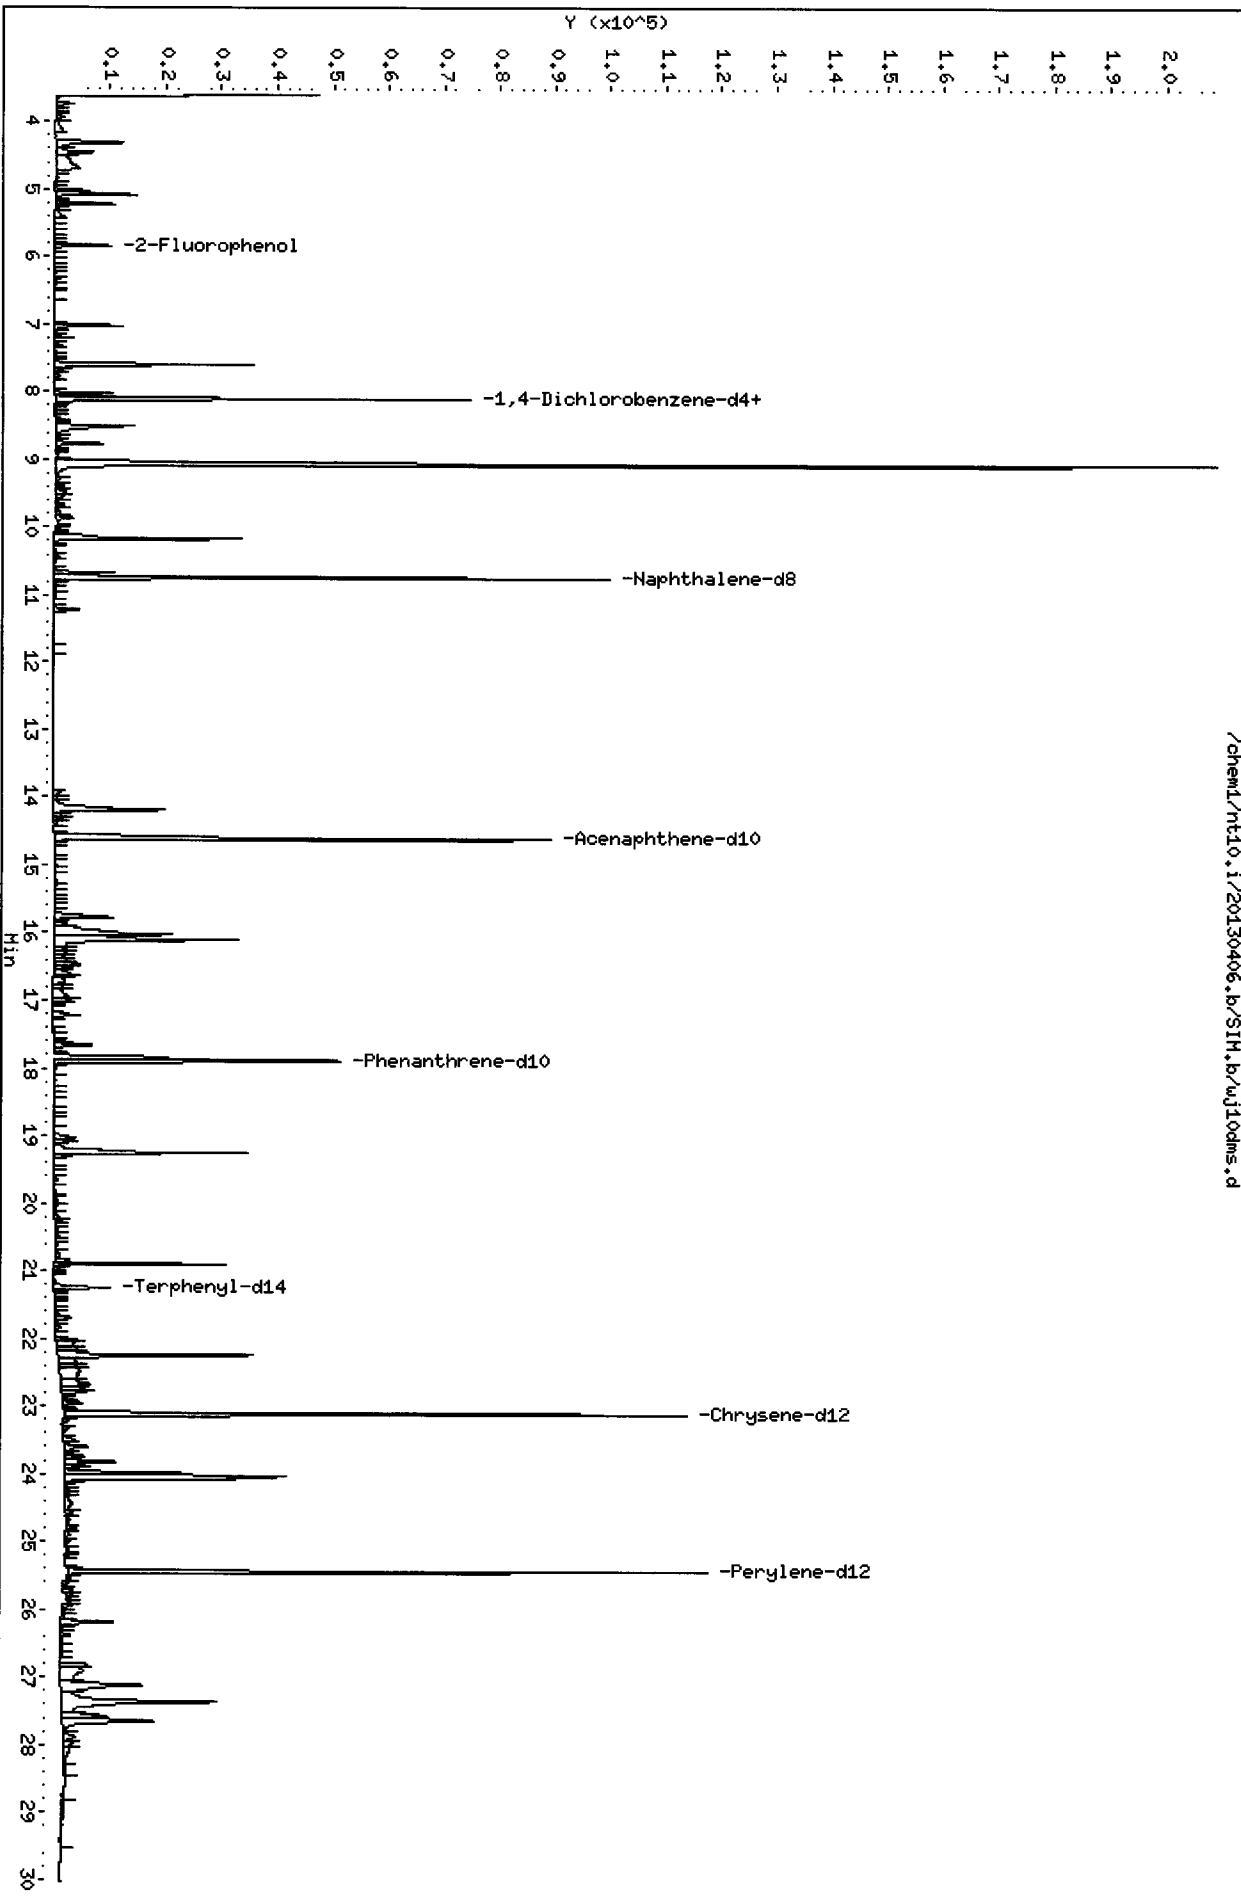 /chem1/nt10.i/20130406.b/SIM.b/wj10dms.d
Y (x10^5)
2.0
1.9
1.8
1.7
1.6
1.5
1.4
1.3
1.2
1.1
1.0
0.9
0.8
0.7
0.6
0.5
0.4
0.3
0.2
0.1
-2-Fluorophenol
-1,4-Dichlorobenzene-d4+
-Naphthalene-d8
-Acenaphthene-d10
-Phenanthrene-d10
-Terphenyl-d14
-Chrysene-d12
-Perylene-d12
4 5 6 7 8 9 10 11 12 13 14 15 16 17 18 19 20 21 22 23 24 25 26 27 28 29 30
Min